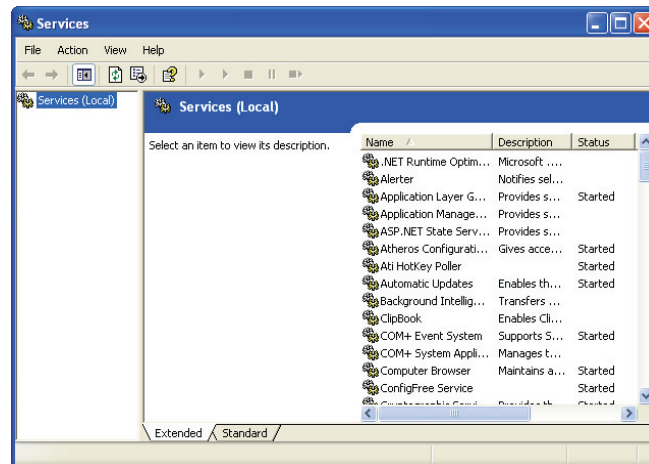 Services
File Action View Help
Services (Local)
Services (Local)
Select an item to view its description.
Name Description Status
.NET Runtime Optim... Microsoft ....
Alerter Notifies sel...
Application Layer G... Provides s... Started
Application Manage... Provides s...
ASP.NET State Serv... Provides s...
Atheros Configurati... Gives acce... Started
Ati HotKey Poller Started
Automatic Updates Enables th... Started
Background Intellig... Transfers ...
ClipBook Enables Cli...
COM+ Event System Supports S... Started
COM+ System Appli... Manages t...
Computer Browser Maintains a... Started
ConfigFree Service Started
Extended Standard